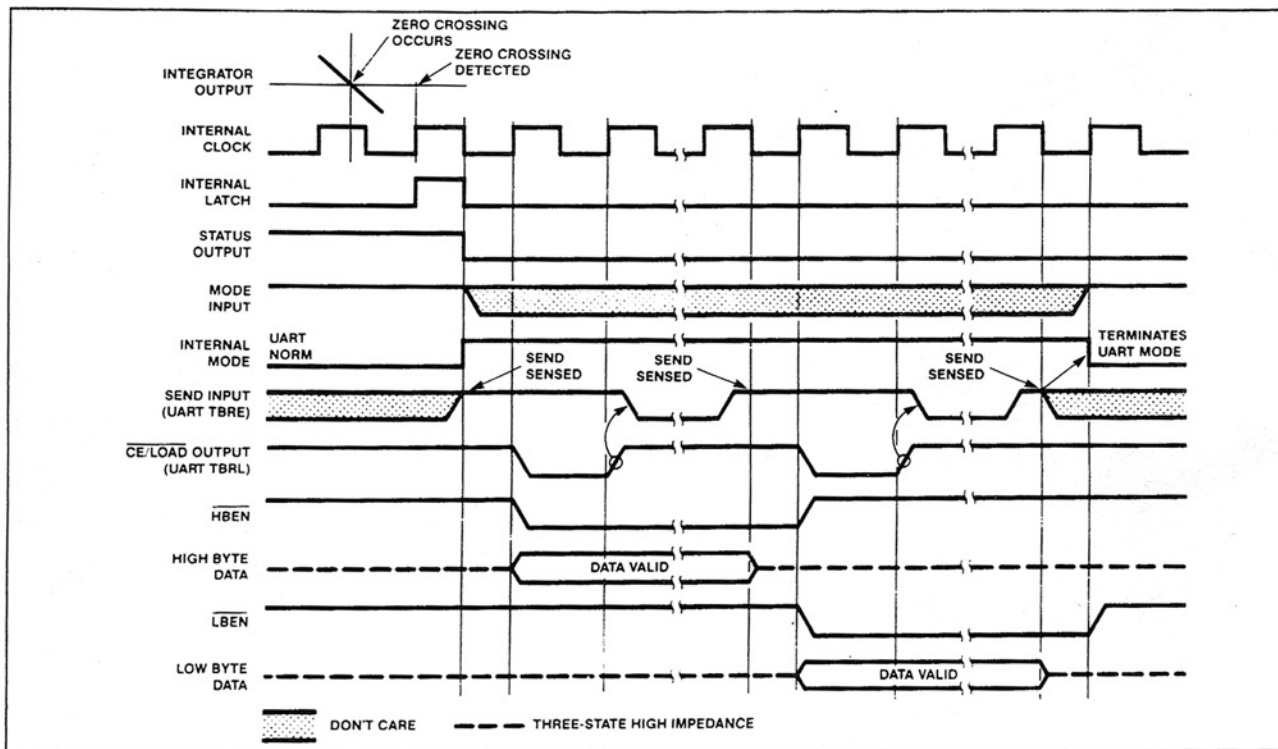 ZERO CROSSING
OCCURS
ZERO CROSSING
DETECTED
INTEGRATOR
OUTPUT
INTERNAL
CLOCK
INTERNAL
LATCH
STATUS
OUTPUT
MODE
INPUT
INTERNAL
MODE
UART
NORM
TERMINATES
UART MODE
SEND
SENSED
SEND
SENSED
SEND
SENSED
SEND INPUT
(UART TBRE)
CE/LOAD OUTPUT
(UART TBRL)
HBEN
HIGH BYTE
DATA
DATA VALID
LBEN
LOW BYTE
DATA
DATA VALID
DON'T CARE
THREE-STATE HIGH IMPEDANCE